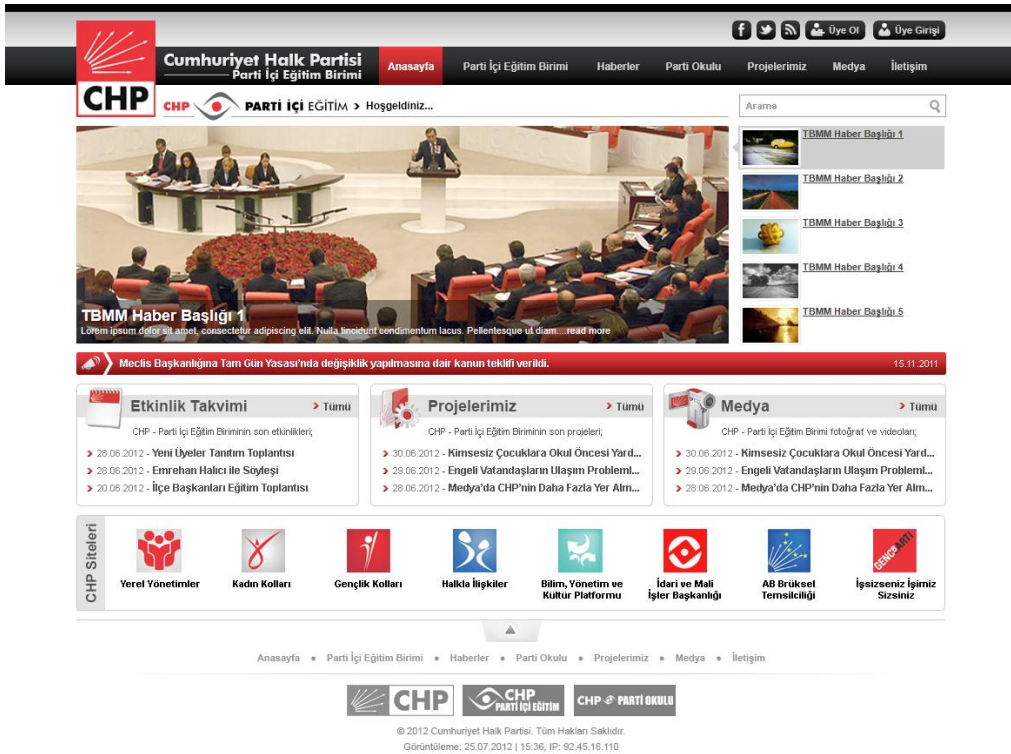 Üye Ol
Üye Girişi
Cumhuriyet Halk Partisi
Parti İçi Eğitim Birimi
Anasayfa
Parti İçi Eğitim Birimi
Haberler
Parti Okulu
Projelerimiz
Medya
İletişim
CHP
CHP PARTİ İÇİ EĞİTİM > Hoşgeldiniz...
Arama
TBMM Haber Başlığı 1
TBMM Haber Başlığı 2
TBMM Haber Başlığı 3
TBMM Haber Başlığı 4
TBMM Haber Başlığı 5
TBMM Haber Başlığı 1
Lorem ipsum dolor sit amet, consectetur adipiscing elit. Nulla tincidunt condimentum lacus. Pellentesque ut diam....read more
Meclis Başkanlığına Tam Gün Yasası'nda değişiklik yapılmasına dair kanun teklifi verildi.
15.11.2011
Etkinlik Takvimi
> Tümü
CHP - Parti İçi Eğitim Biriminin son etkinlikleri;
> 28.06.2012 - Yeni Üyeler Tanıtım Toplantısı
> 28.06.2012 - Emrehan Halıcı ile Söyleşi
> 20.06.2012 - İlçe Başkanları Eğitim Toplantısı
Projelerimiz
> Tümü
CHP - Parti İçi Eğitim Biriminin son projeleri;
> 30.06.2012 - Kimsesiz Çocuklara Okul Öncesi Yard...
> 29.06.2012 - Engeli Vatandaşların Ulaşım Probleml...
> 28.06.2012 - Medya'da CHP'nin Daha Fazla Yer Alm...
Medya
> Tümü
CHP - Parti İçi Eğitim Birimi fotoğraf ve videoları;
> 30.06.2012 - Kimsesiz Çocuklara Okul Öncesi Yard...
> 29.06.2012 - Engeli Vatandaşların Ulaşım Probleml...
> 28.06.2012 - Medya'da CHP'nin Daha Fazla Yer Alm...
CHP Siteleri
Yerel Yönetimler
Kadın Kolları
Gençlik Kolları
Halkla İlişkiler
Bilim, Yönetim ve
Kültür Platformu
İdari ve Mali
İşler Başkanlığı
AB Brüksel
Temsilciliği
GENÇ PARTİ
İşsizseniz İşimiz
Sizsiniz
Anasayfa • Parti İçi Eğitim Birimi • Haberler • Parti Okulu • Projelerimiz • Medya • İletişim
CHP
CHP
PARTİ İÇİ EĞİTİM
CHP PARTİ OKULU
© 2012 Cumhuriyet Halk Partisi. Tüm Hakları Saklıdır.
Görüntüleme: 25.07.2012 | 15:36, IP: 92.45.16.110